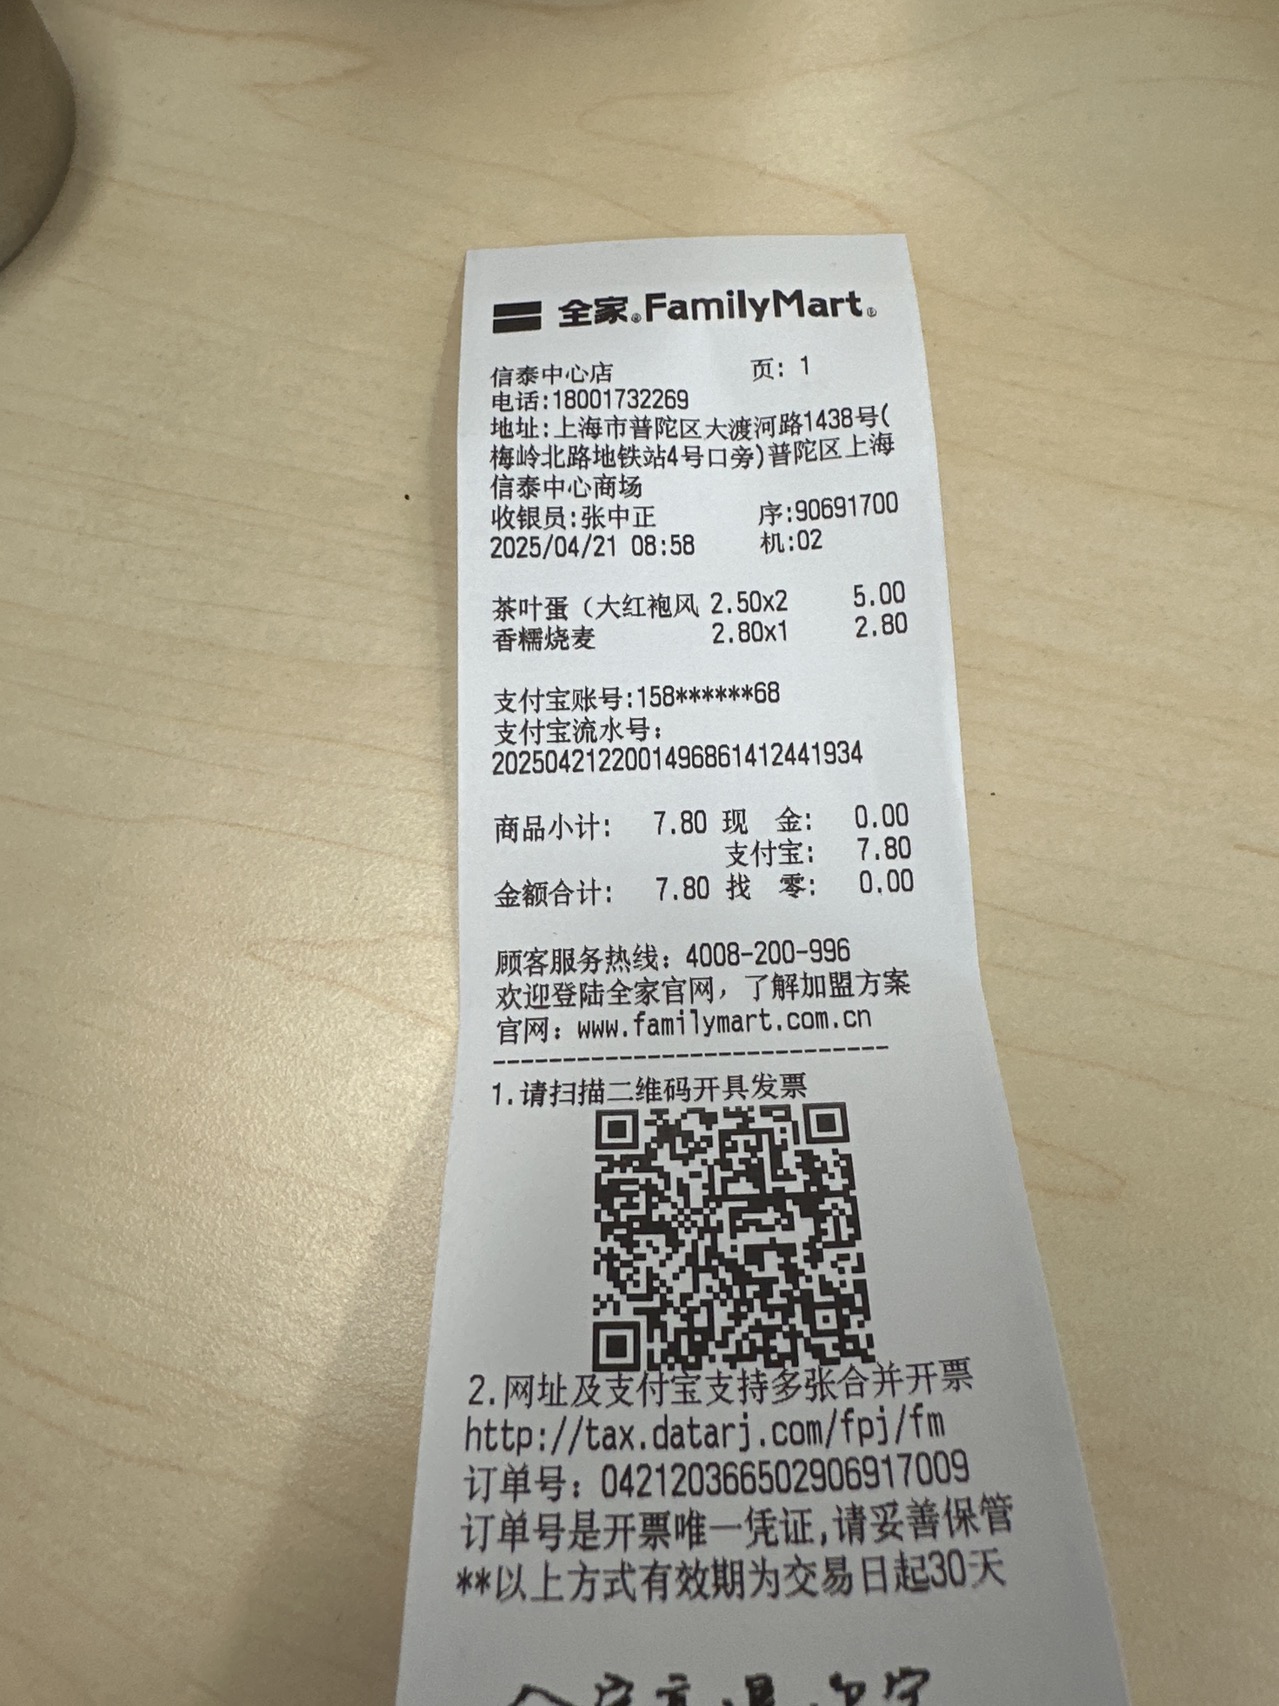 全家 FamilyMart
信泰中心店 页: 1
电话:18001732269
地址:上海市普陀区大渡河路1438号(
梅岭北路地铁站4号口旁)普陀区上海
信泰中心商场
收银员:张中正 序:90691700
2025/04/21 08:58 机:02
茶叶蛋（大红袍风 2.50x2 5.00
香糯烧麦 2.80x1 2.80
支付宝账号:158******68
支付宝流水号:
2025042122001496861412441934
商品小计: 7.80 现 金: 0.00
支付宝: 7.80
金额合计: 7.80 找 零: 0.00
顾客服务热线: 4008-200-996
欢迎登陆全家官网，了解加盟方案
官网: www.familymart.com.cn
----------------------------
1.请扫描二维码开具发票
2.网址及支付宝支持多张合并开票
http://tax.datarj.com/fpj/fm
订单号: 042120366502906917009
订单号是开票唯一凭证,请妥善保管
**以上方式有效期为交易日起30天